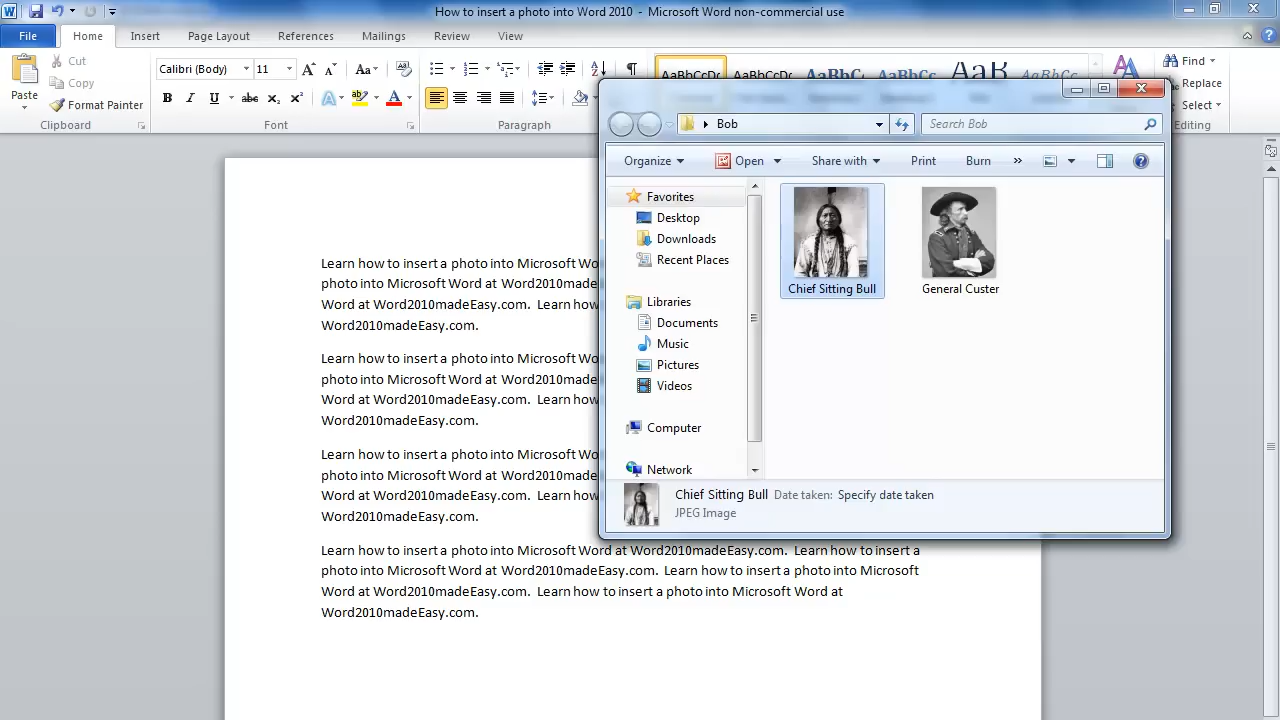 How to insert a photo into Word 2010 - Microsoft Word non-commercial use
File Home Insert Page Layout References Mailings Review View
Paste
Cut
Copy
Format Painter
Clipboard
Calibri (Body) 11
Font
Paragraph
AaBbCcDc AaBbCcDc AaBbC AaBbCc
Find
Replace
Select
Editing
Bob
Search Bob
Organize Open Share with Print Burn »
Favorites
Desktop
Downloads
Recent Places
Libraries
Documents
Music
Pictures
Videos
Computer
Network
Chief Sitting Bull
General Custer
Chief Sitting Bull Date taken: Specify date taken
JPEG Image
Learn how to insert a photo into Microsoft Wo
photo into Microsoft Word at Word2010made
Word at Word2010madeEasy.com. Learn how
Word2010madeEasy.com.
Learn how to insert a photo into Microsoft Wo
photo into Microsoft Word at Word2010made
Word at Word2010madeEasy.com. Learn how
Word2010madeEasy.com.
Learn how to insert a photo into Microsoft Wo
photo into Microsoft Word at Word2010made
Word at Word2010madeEasy.com. Learn how
Word2010madeEasy.com.
Learn how to insert a photo into Microsoft Word at Word2010madeEasy.com. Learn how to insert a
photo into Microsoft Word at Word2010madeEasy.com. Learn how to insert a photo into Microsoft
Word at Word2010madeEasy.com. Learn how to insert a photo into Microsoft Word at
Word2010madeEasy.com.